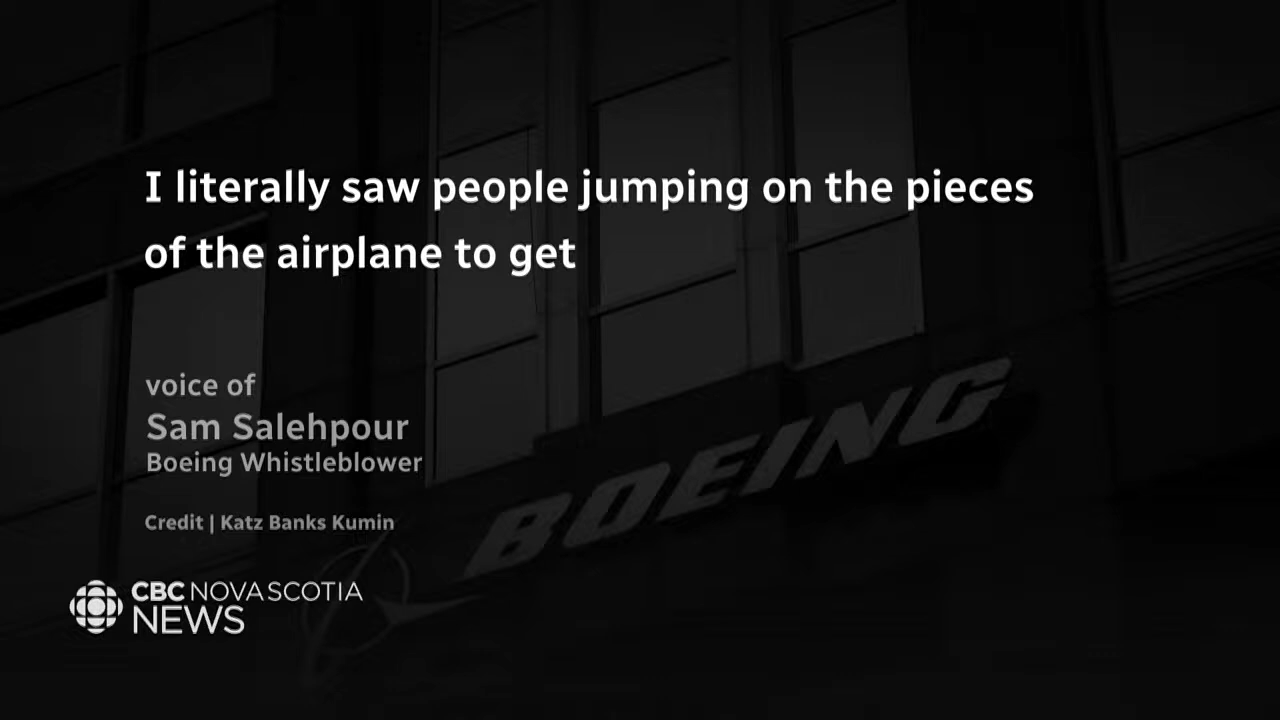 I literally saw people jumping on the pieces
of the airplane to get
voice of
Sam Salehpour
Boeing Whistleblower
Credit | Katz Banks Kumin
BOEING
CBC NOVA SCOTIA
NEWS